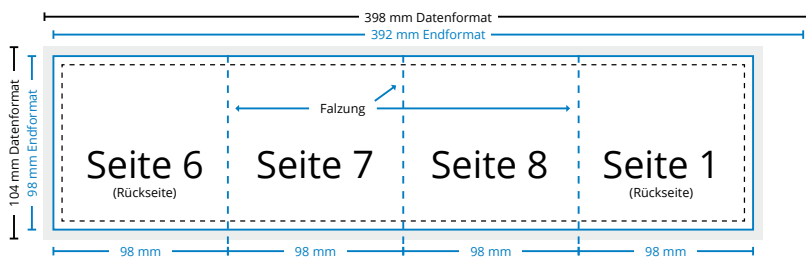 398 mm Datenformat
392 mm Endformat
104 mm Datenformat
98 mm Endformat
Falzung
Seite 6
(Rückseite)
Seite 7
Seite 8
Seite 1
(Rückseite)
98 mm
98 mm
98 mm
98 mm